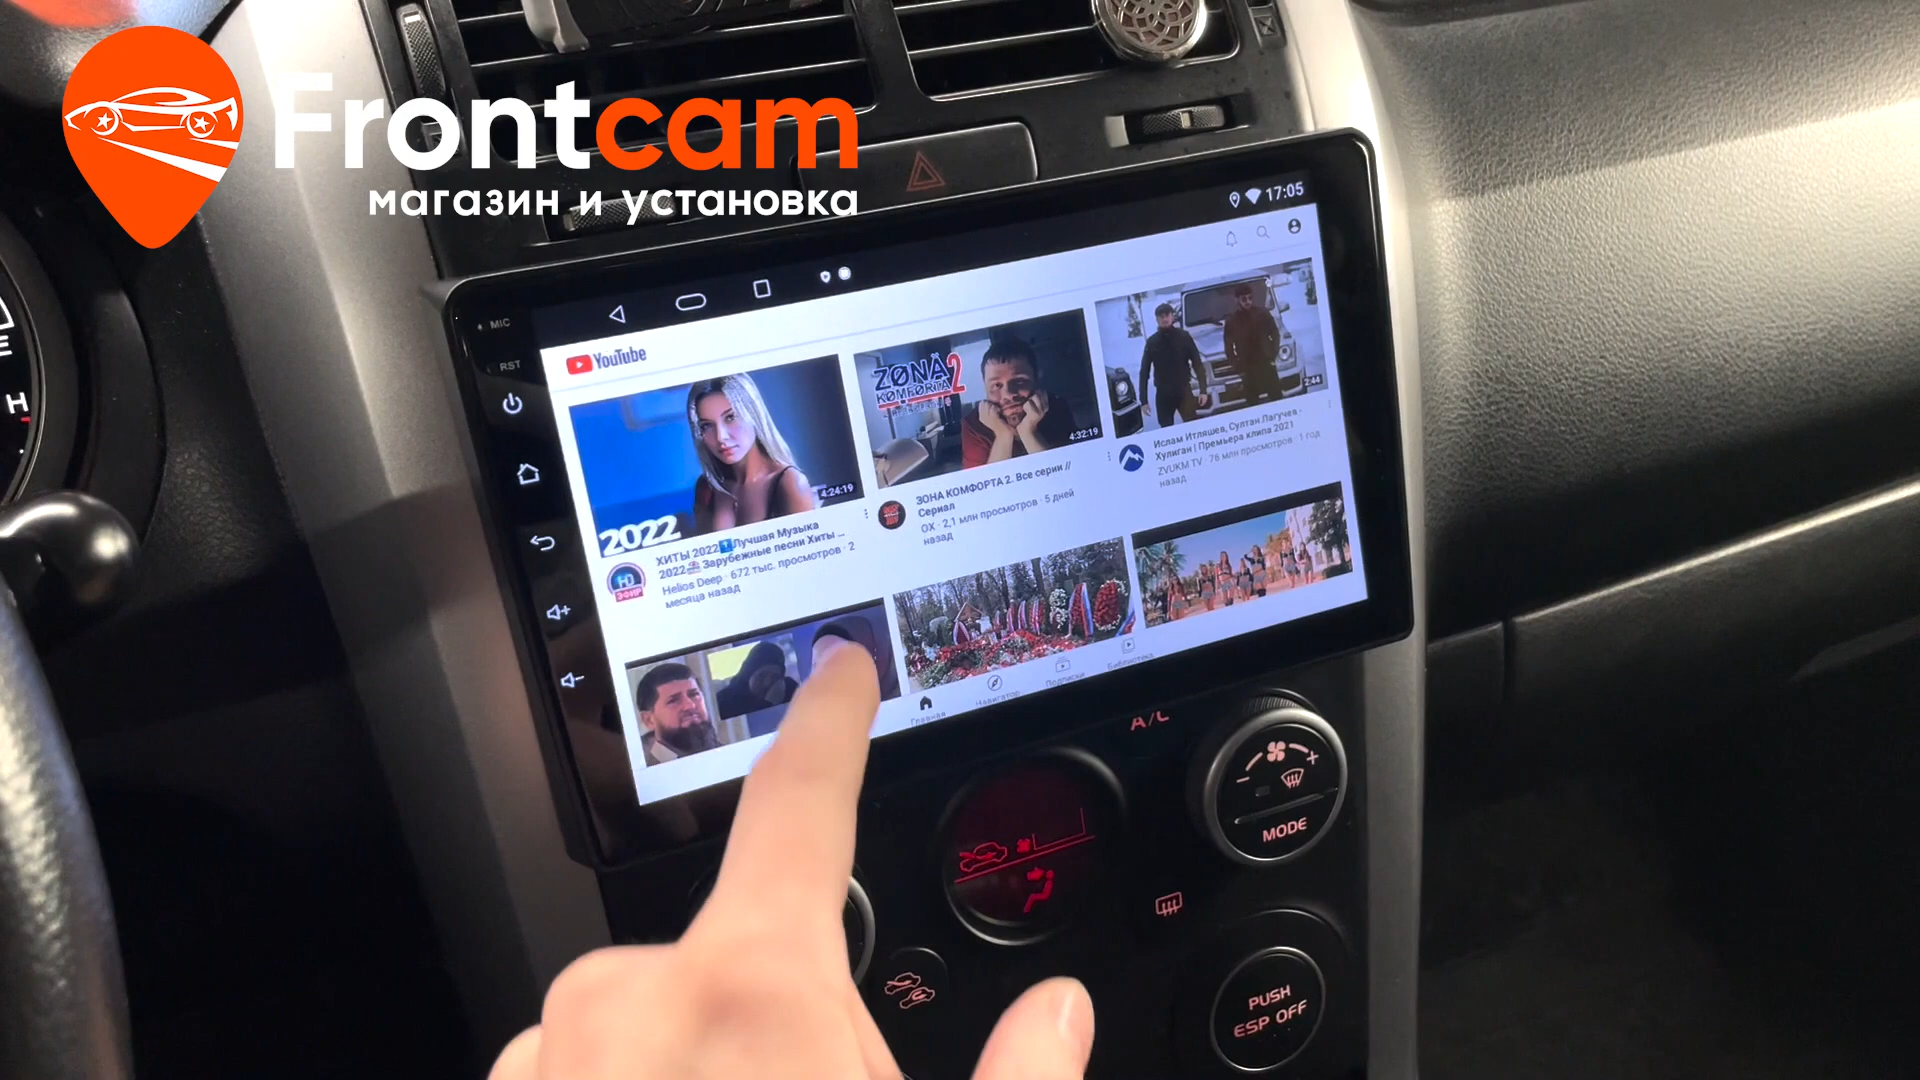 Frontcam
магазин и установка
17:05
MIC
RST
YouTube
2022
4:24:19
ХИТЫ 2022 Лучшая Музыка
2022 Зарубежные песни Хиты ...
Helios Deep · 672 тыс. просмотров · 2
месяца назад
ZONA
KOMFORTA 2
4:32:19
ЗОНА КОМФОРТА 2. Все серии //
Сериал
OX · 2,1 млн просмотров · 5 дней
назад
2:44
Ислам Итляшев, Султан Лагучев -
Хулиган | Премьера клипа 2021
ZVUKM TV · 76 млн просмотров · 1 год
назад
Главная
Навигатор
Подписки
Библиотека
E
H
A/C
MODE
PUSH
ESP OFF